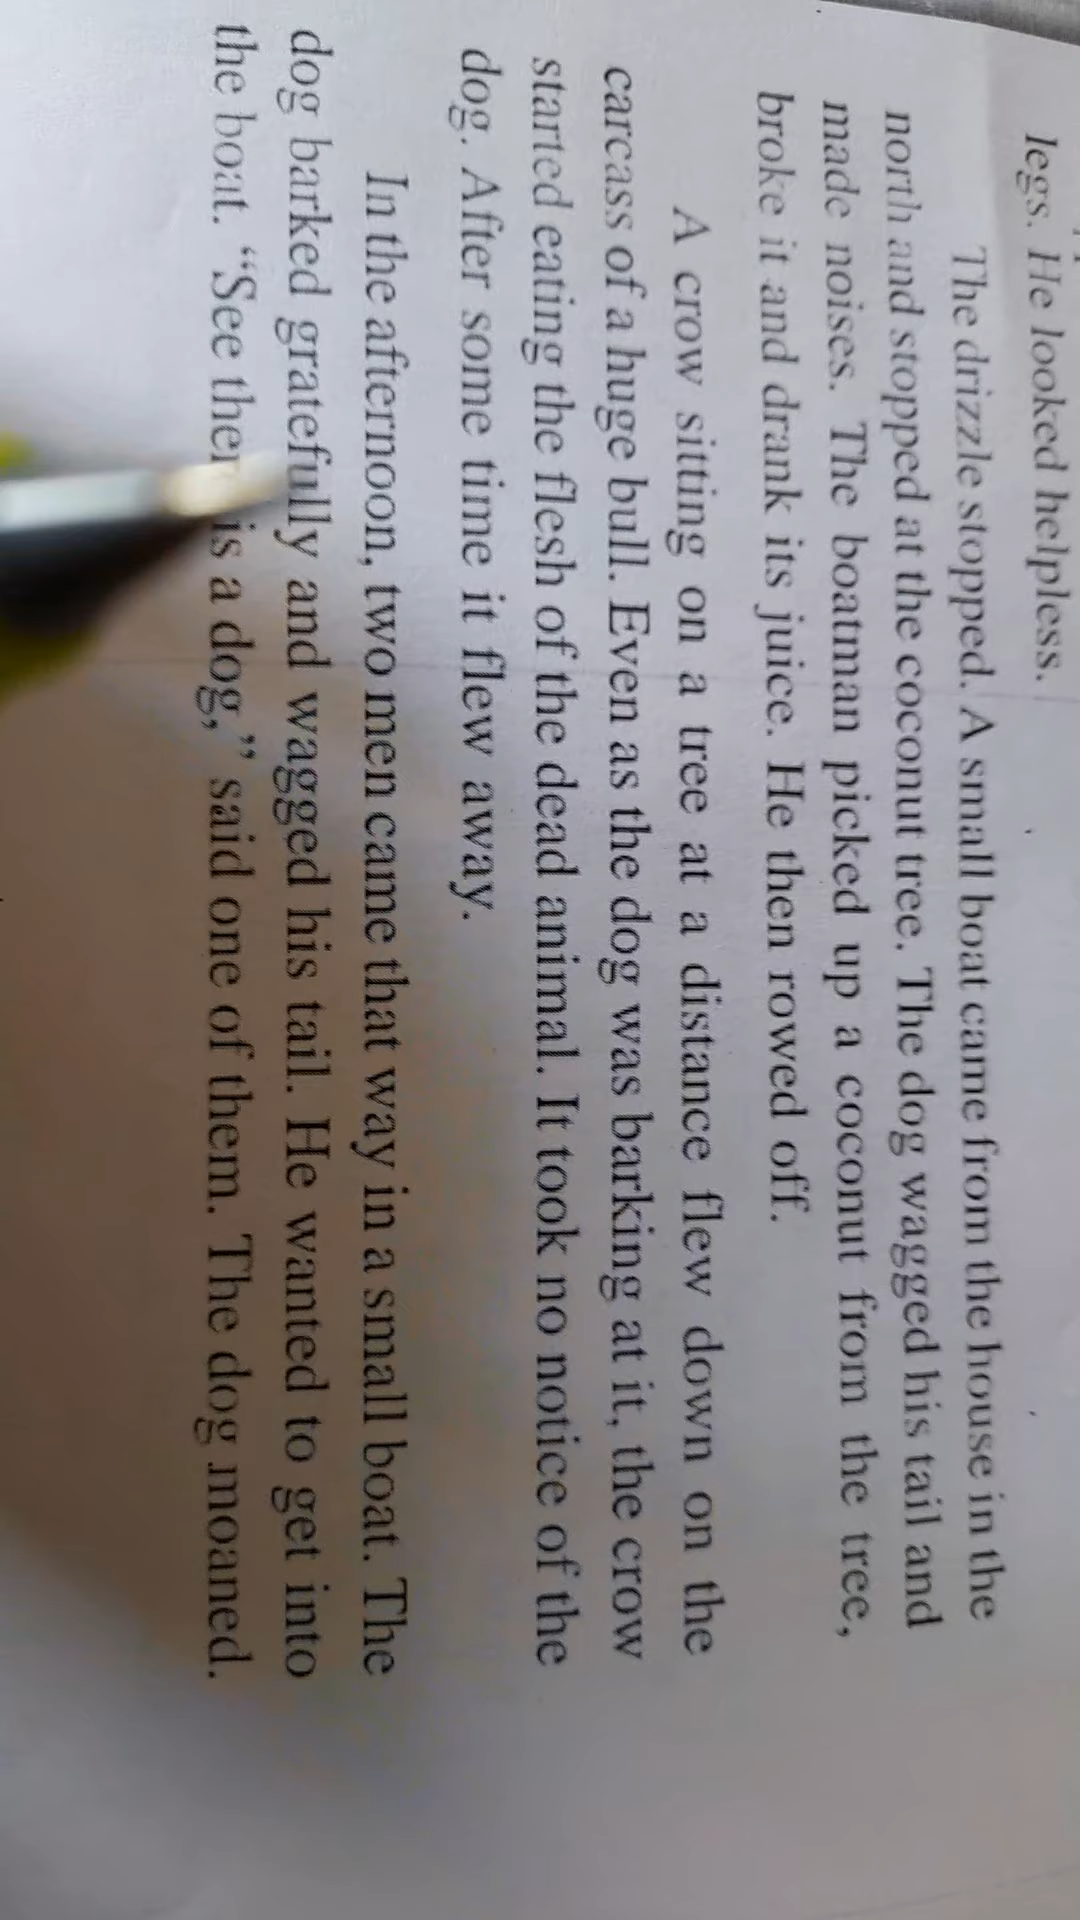 legs. He looked helpless.
The drizzle stopped. A small boat came from the house in the
north and stopped at the coconut tree. The dog wagged his tail and
made noises. The boatman picked up a coconut from the tree,
broke it and drank its juice. He then rowed off.
A crow sitting on a tree at a distance flew down on the
carcass of a huge bull. Even as the dog was barking at it, the crow
started eating the flesh of the dead animal. It took no notice of the
dog. After some time it flew away.
In the afternoon, two men came that way in a small boat. The
dog barked gratefully and wagged his tail. He wanted to get into
the boat. “See is a dog,” said one of them. The dog moaned.